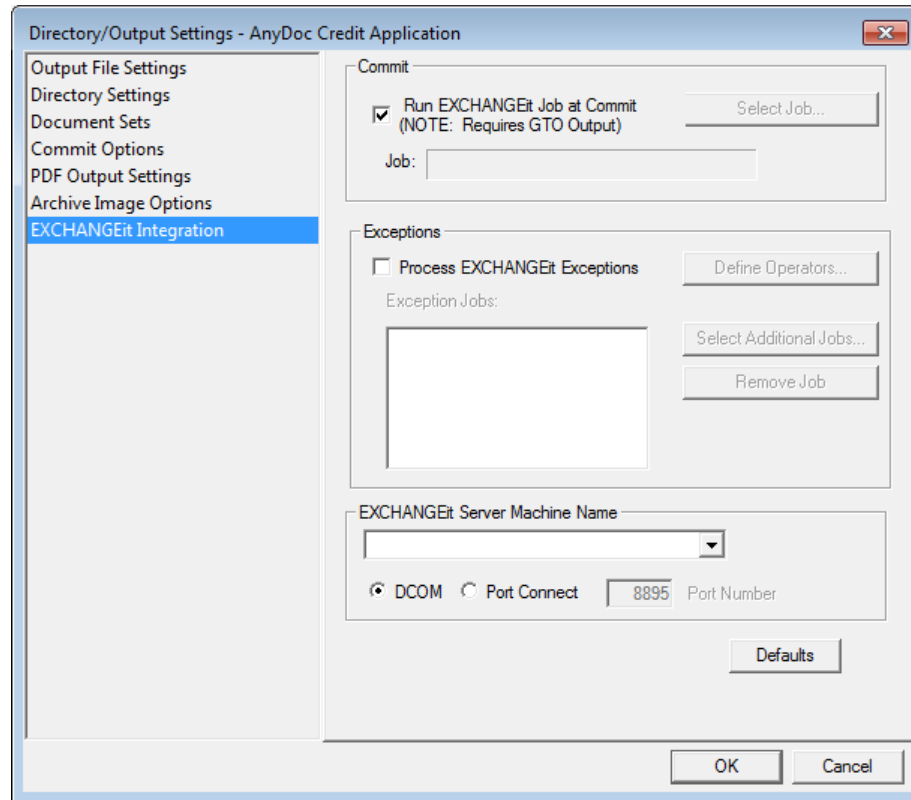 Directory/Output Settings - AnyDoc Credit Application
Output File Settings
Directory Settings
Document Sets
Commit Options
PDF Output Settings
Archive Image Options
EXCHANGEit Integration
Commit
Run EXCHANGEit Job at Commit
(NOTE: Requires GTO Output)
Select Job...
Job:
Exceptions
Process EXCHANGEit Exceptions
Define Operators...
Exception Jobs:
Select Additional Jobs...
Remove Job
EXCHANGEit Server Machine Name
DCOM
Port Connect
8895
Port Number
Defaults
OK
Cancel